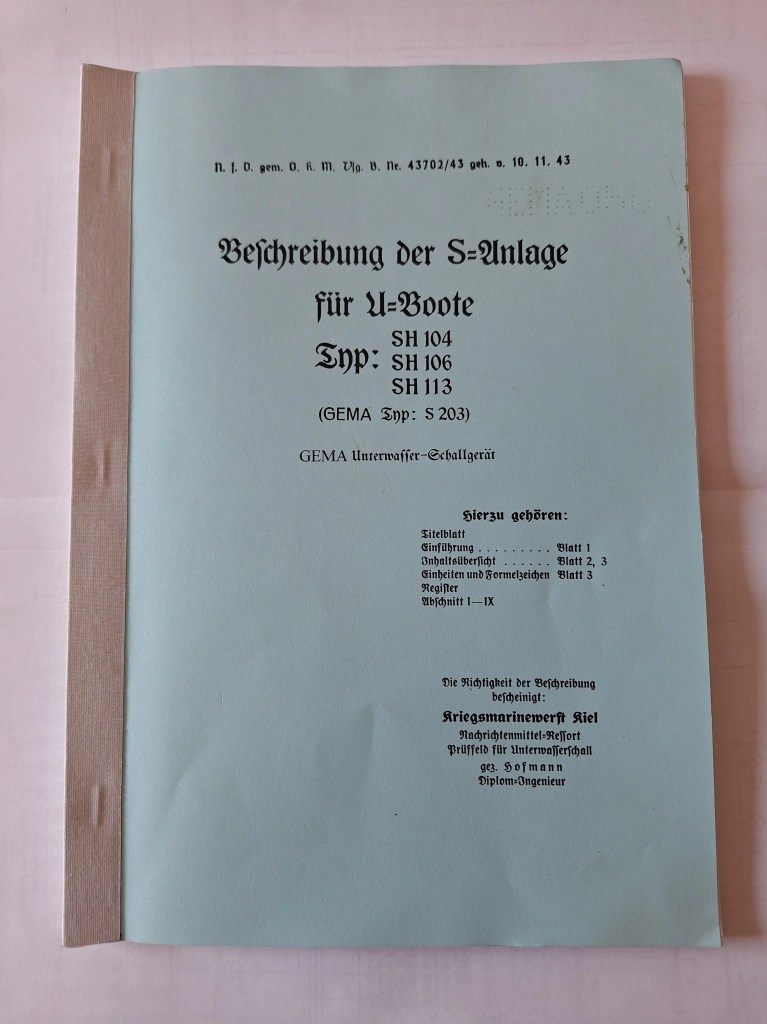 N. f. D. gem. O. K. M. Vfg. B. Nr. 43702/43 geh. v. 10. 11. 43
GEMA
Beschreibung der S=Anlage
für U=Boote
Typ: SH 104
SH 106
SH 113
(GEMA Typ: S 203)
GEMA Unterwasser-Schallgerät
Hierzu gehören:
Titelblatt
Einführung . . . . . . . . . Blatt 1
Inhaltsübersicht . . . . . . Blatt 2, 3
Einheiten und Formelzeichen Blatt 3
Register
Abschnitt I—IX
Die Richtigkeit der Beschreibung
bescheinigt:
Kriegsmarinewerft Kiel
Nachrichtenmittel=Ressort
Prüffeld für Unterwasserschall
gez. Hofmann
Diplom=Ingenieur